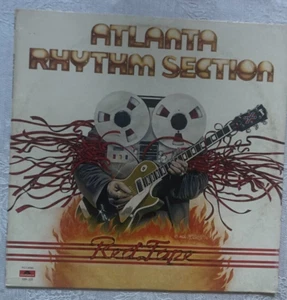 ATLANTA
RHYTHM SECTION
Red Tape